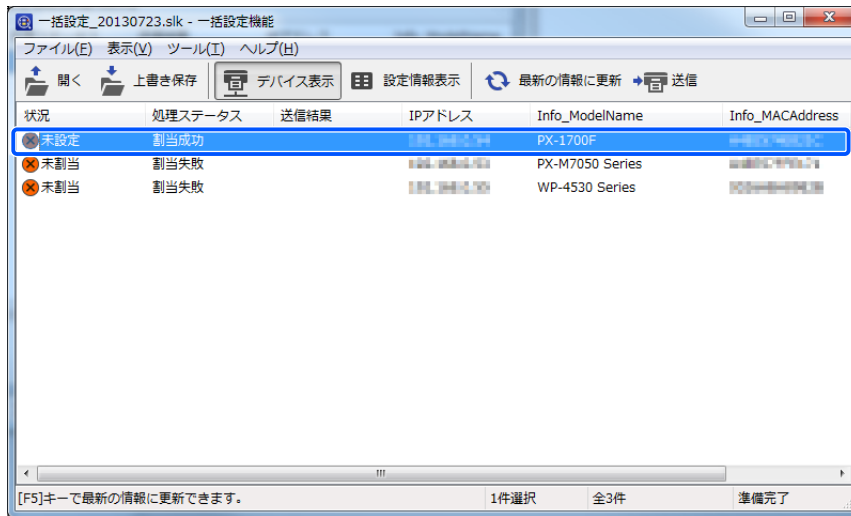 一括設定_20130723.slk - 一括設定機能
ファイル(F) 表示(V) ツール(T) ヘルプ(H)
開く 上書き保存 デバイス表示 設定情報表示 最新の情報に更新 送信
状況 処理ステータス 送信結果 IPアドレス Info_ModelName Info_MACAddress
未設定 割当成功 PX-1700F
未割当 割当失敗 PX-M7050 Series
未割当 割当失敗 WP-4530 Series
[F5]キーで最新の情報に更新できます。 1件選択 全3件 準備完了